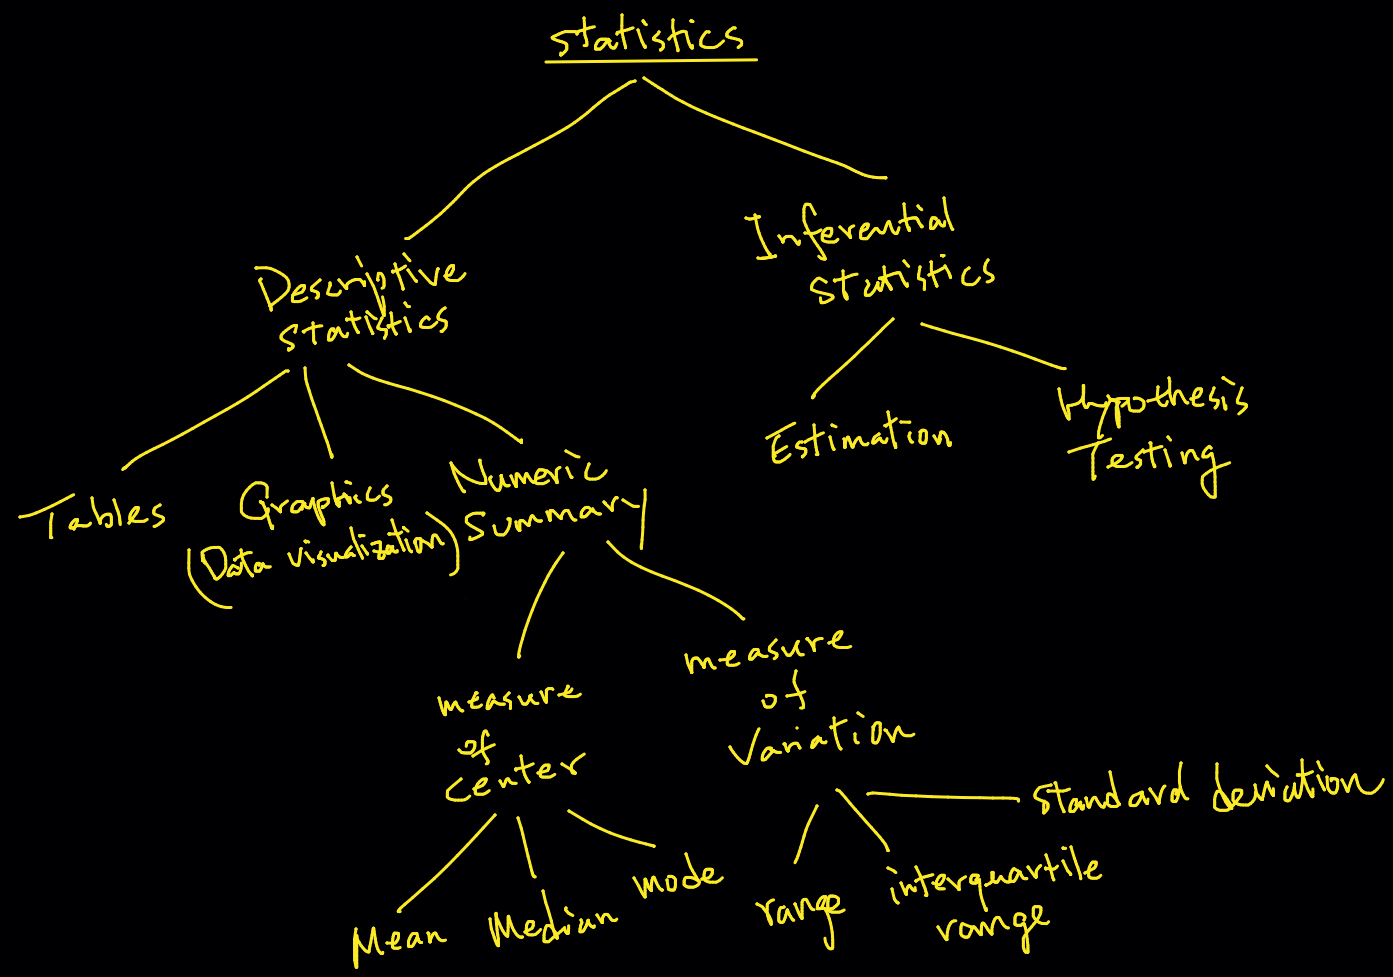 statistics
Inferential
statistics
Descriptive
statistics
Estimation
Hypothesis
Testing
Tables
Graphics
(Data visualization)
Numeric
Summary
measure
of
center
measure
of
Variation
Mean
Median
mode
range
interquartile
range
standard deviation